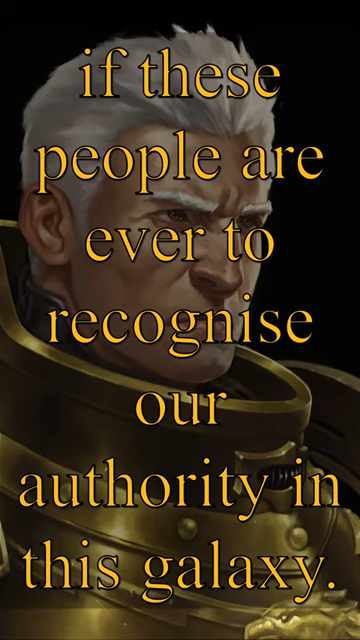 if these
people are
ever to
recognise
our
authority in
this galaxy.